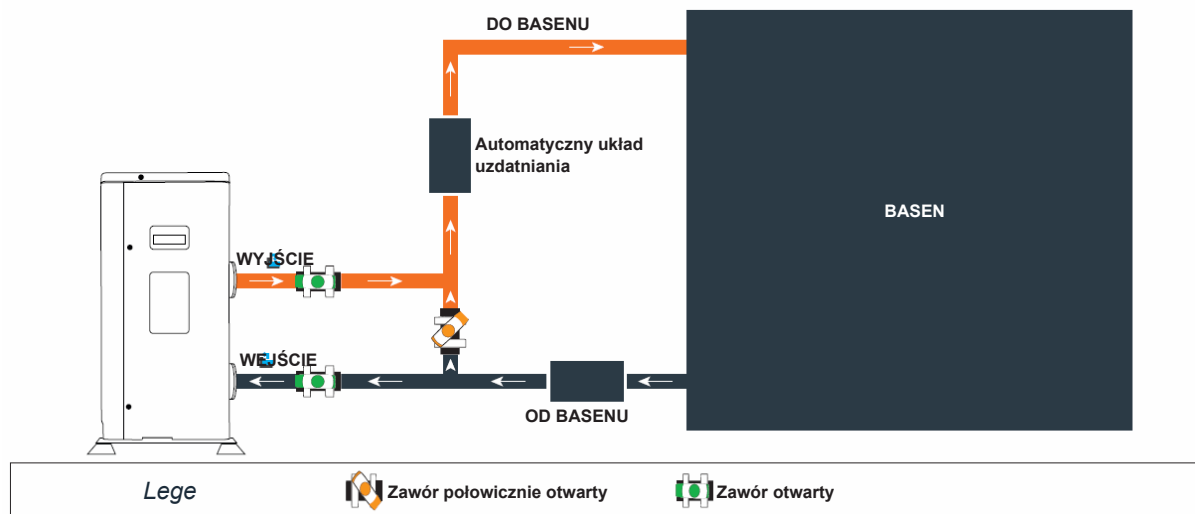 DO BASENU
Automatyczny układ
uzdatniania
BASEN
WYJŚCIE
WEJŚCIE
OD BASENU
Lege
Zawór połowicznie otwarty
Zawór otwarty